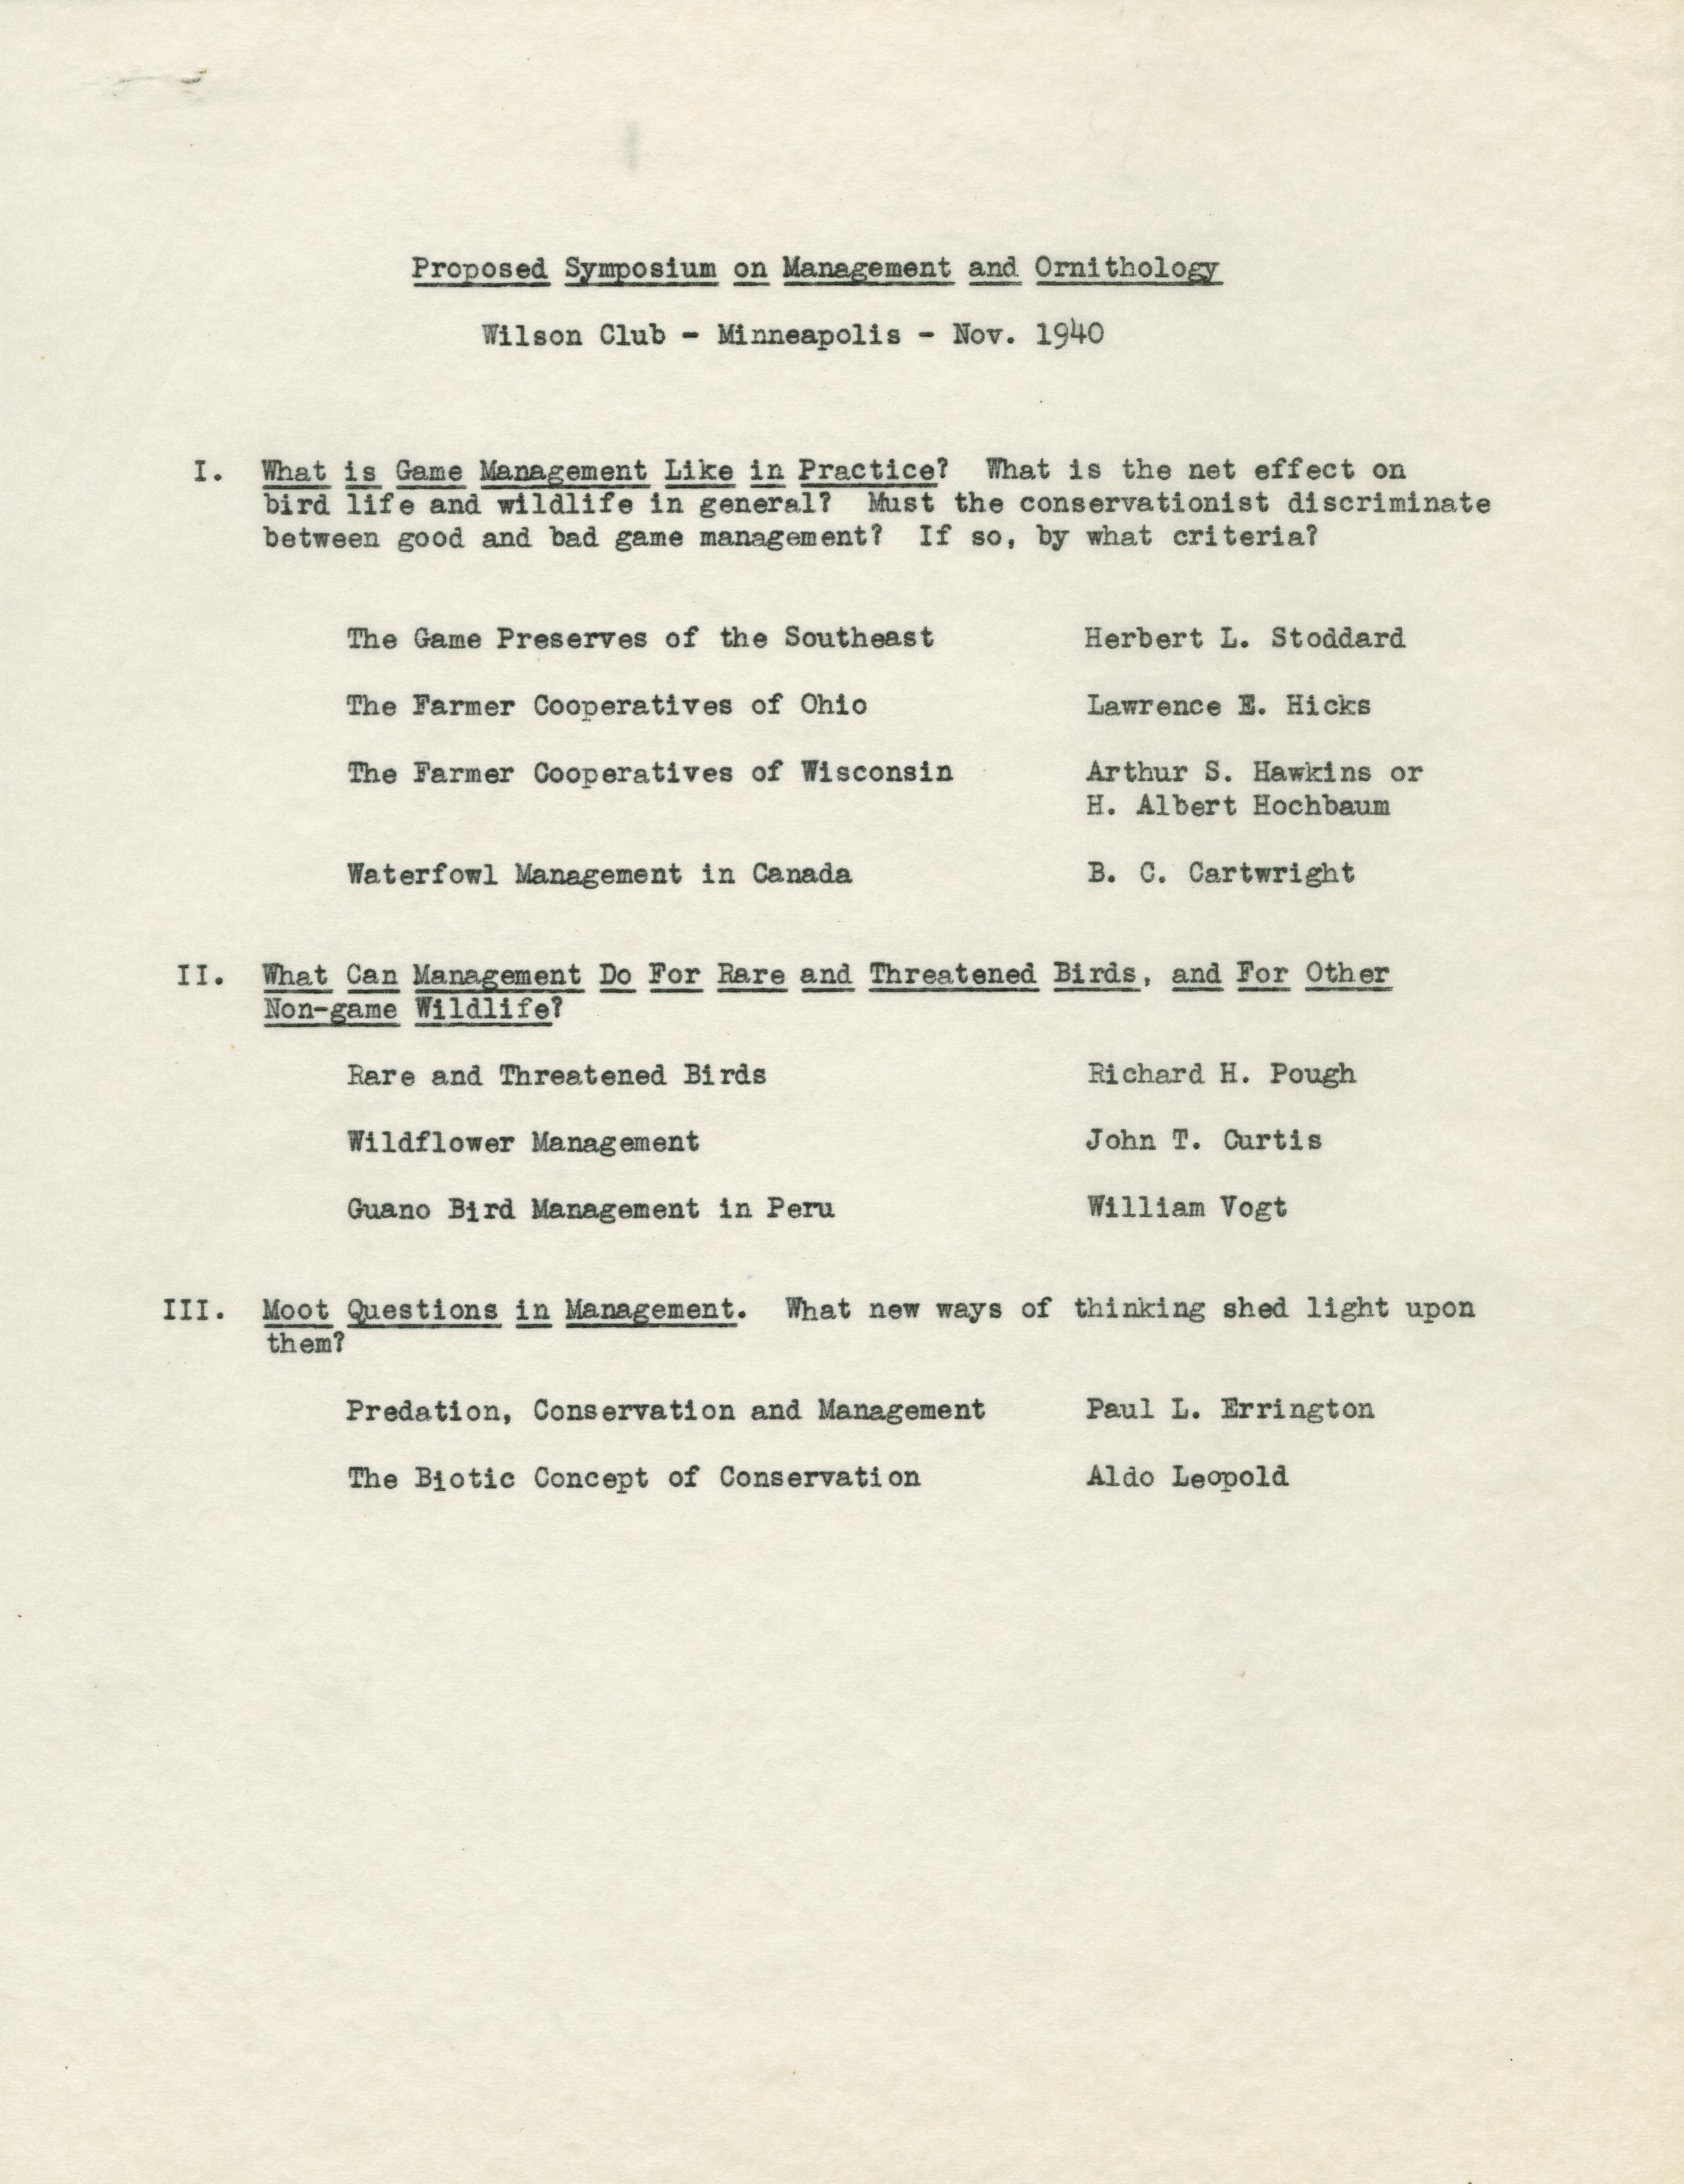 Proposed Symposium on Management and Ornithology
Wilson Club - Minneapolis - Nov. 1940
I. What is Game Management Like in Practice? What is the net effect on
bird life and wildlife in general? Must the conservationist discriminate
between good and bad game management? If so, by what criteria?
The Game Preserves of the Southeast Herbert L. Stoddard
The Farmer Cooperatives of Ohio Lawrence E. Hicks
The Farmer Cooperatives of Wisconsin Arthur S. Hawkins or
H. Albert Hochbaum
Waterfowl Management in Canada B. C. Cartwright
II. What Can Management Do For Rare and Threatened Birds, and For Other
Non-game Wildlife?
Rare and Threatened Birds Richard H. Pough
Wildflower Management John T. Curtis
Guano Bird Management in Peru William Vogt
III. Moot Questions in Management. What new ways of thinking shed light upon
them?
Predation, Conservation and Management Paul L. Errington
The Biotic Concept of Conservation Aldo Leopold